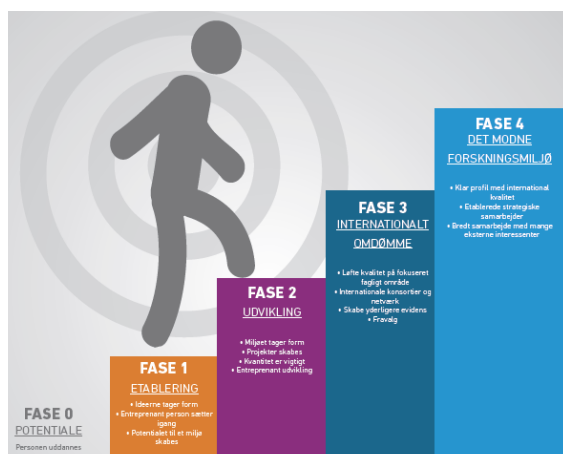 FASE 0
POTENTIALE
Personen uddannes
FASE 1
ETABLERING
• Ideerne tager form
• Entreprenant person sætter
igang
• Potentialet til et miljø
skabes
FASE 2
UDVIKLING
• Miljøet tager form
• Projekter skabes
• Kvantitet er vigtigt
• Entreprenant udvikling
FASE 3
INTERNATIONALT
OMDØMME
• Løfte kvalitet på fokuseret
fagligt område
• Internationale konsortier og
netværk
• Skabe yderligere evidens
• Fravalg
FASE 4
DET MODNE
FORSKNINGSMILJØ
• Klar profil med international
kvalitet
• Etablerede strategiske
samarbejder
• Bredt samarbejde med mange
eksterne interessenter